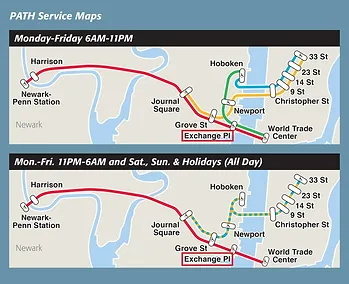 PATH Service Maps
Monday-Friday 6AM-11PM
33 St
Harrison
Hoboken
23 St
14 St
9 St
Newark-
Penn Station
Journal
Square
Christopher St
Newport
Grove St
Exchange Pl
World Trade
Center
Newark
Mon.-Fri. 11PM-6AM and Sat., Sun. & Holidays (All Day)
33 St
Harrison
Hoboken
23 St
14 St
9 St
Newark-
Penn Station
Journal
Square
Christopher St
Newport
Grove St
Exchange Pl
World Trade
Center
Newark